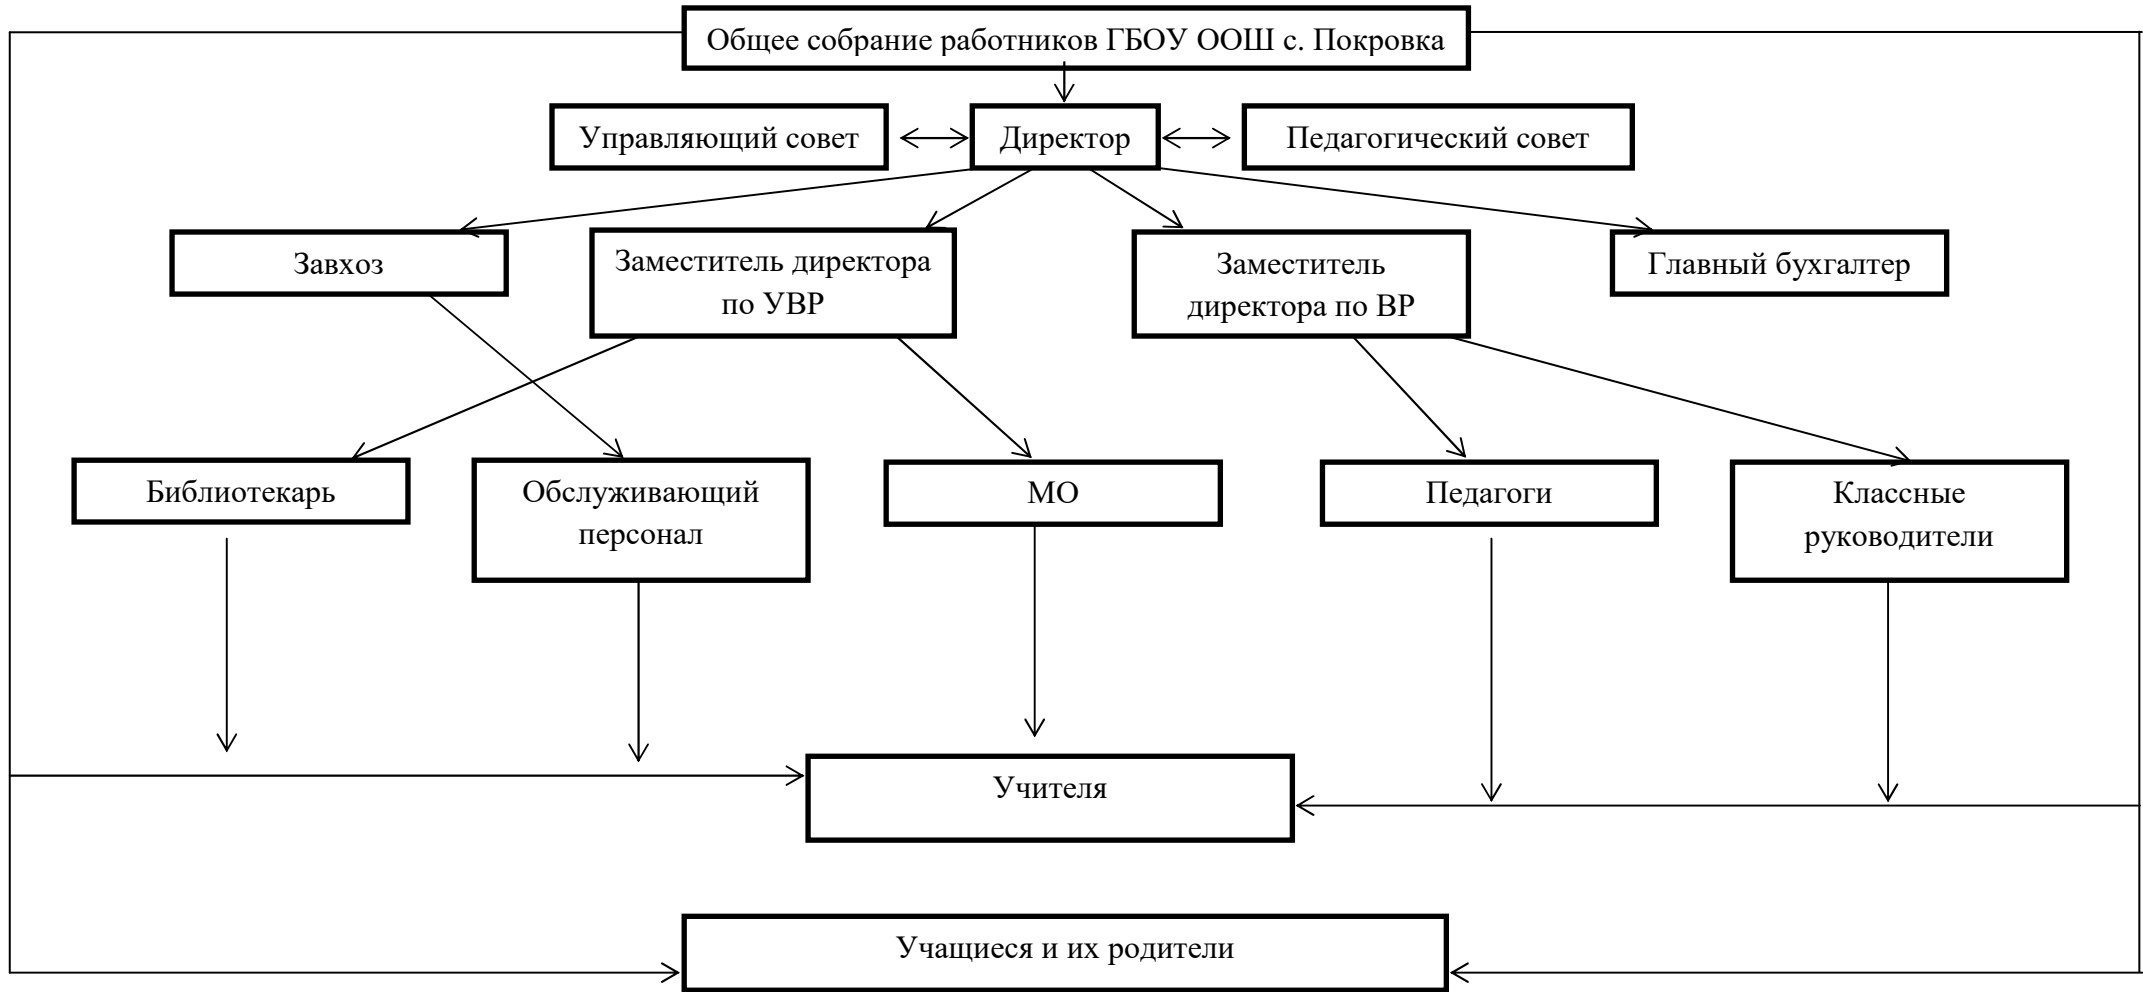 Общее собрание работников ГБОУ ООШ с. Покровка
Управляющий совет
Директор
Педагогический совет
Завхоз
Заместитель директора
по УВР
Заместитель
директора по ВР
Главный бухгалтер
Библиотекарь
Обслуживающий
персонал
МО
Педагоги
Классные
руководители
Учителя
Учащиеся и их родители